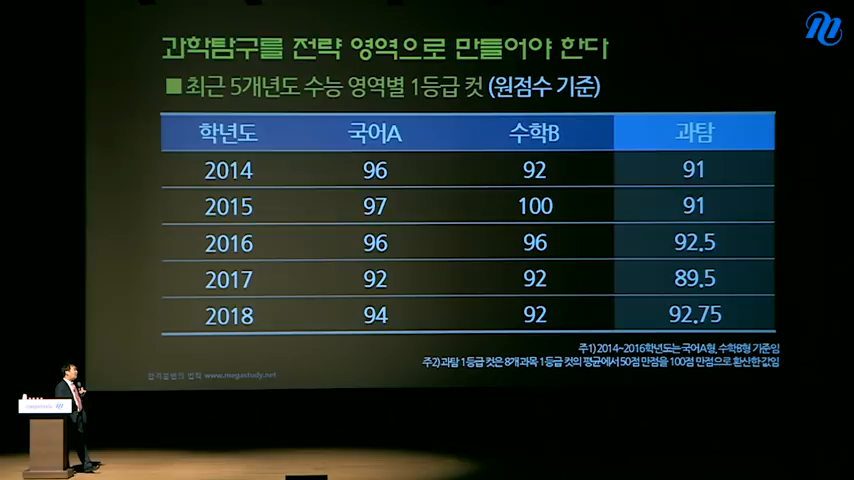 과학탐구를 전략 영역으로 만들어야 한다
■ 최근 5개년도 수능 영역별 1등급 컷 (원점수 기준)
학년도 국어A 수학B 과탐
2014 96 92 91
2015 97 100 91
2016 96 96 92.5
2017 92 92 89.5
2018 94 92 92.75
주1) 2014~2016학년도는 국어A형, 수학B형 기준임
주2) 과탐 1등급 컷은 8개 과목 1등급 컷의 평균에서 50점 만점을 100점 만점으로 환산한 값임
합격불변의 법칙 www.megastudy.net